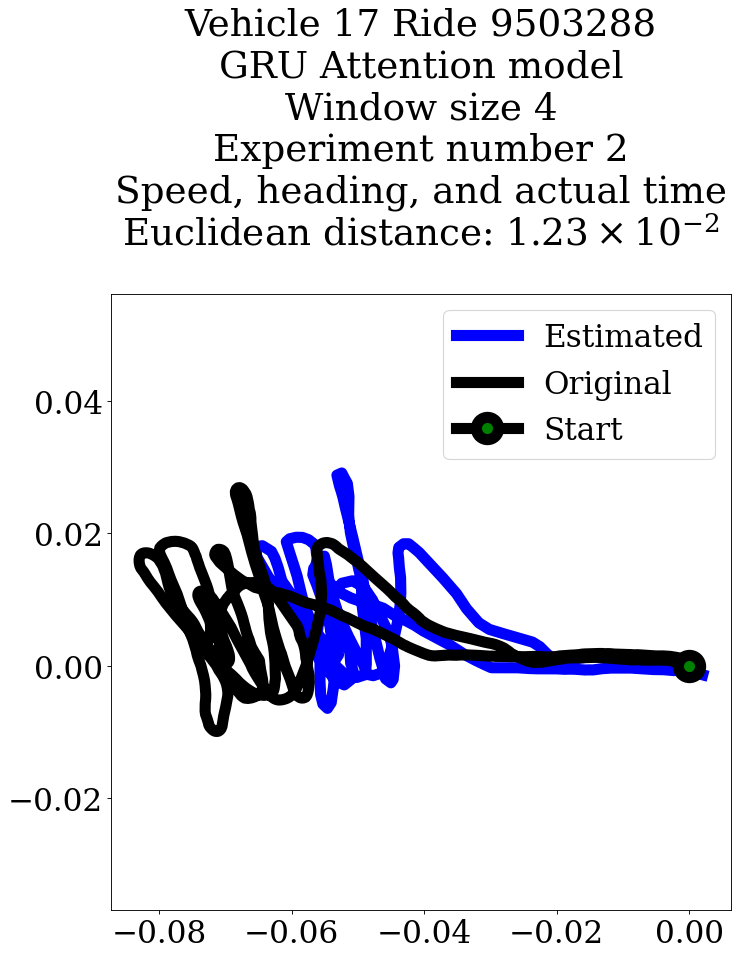 Vehicle 17 Ride 9503288
GRU Attention model
Window size 4
Experiment number 2
Speed, heading, and actual time
Euclidean distance: 1.23 × 10⁻²
Estimated
Original
Start
0.04
0.02
0.00
−0.02
−0.08 −0.06 −0.04 −0.02 0.00